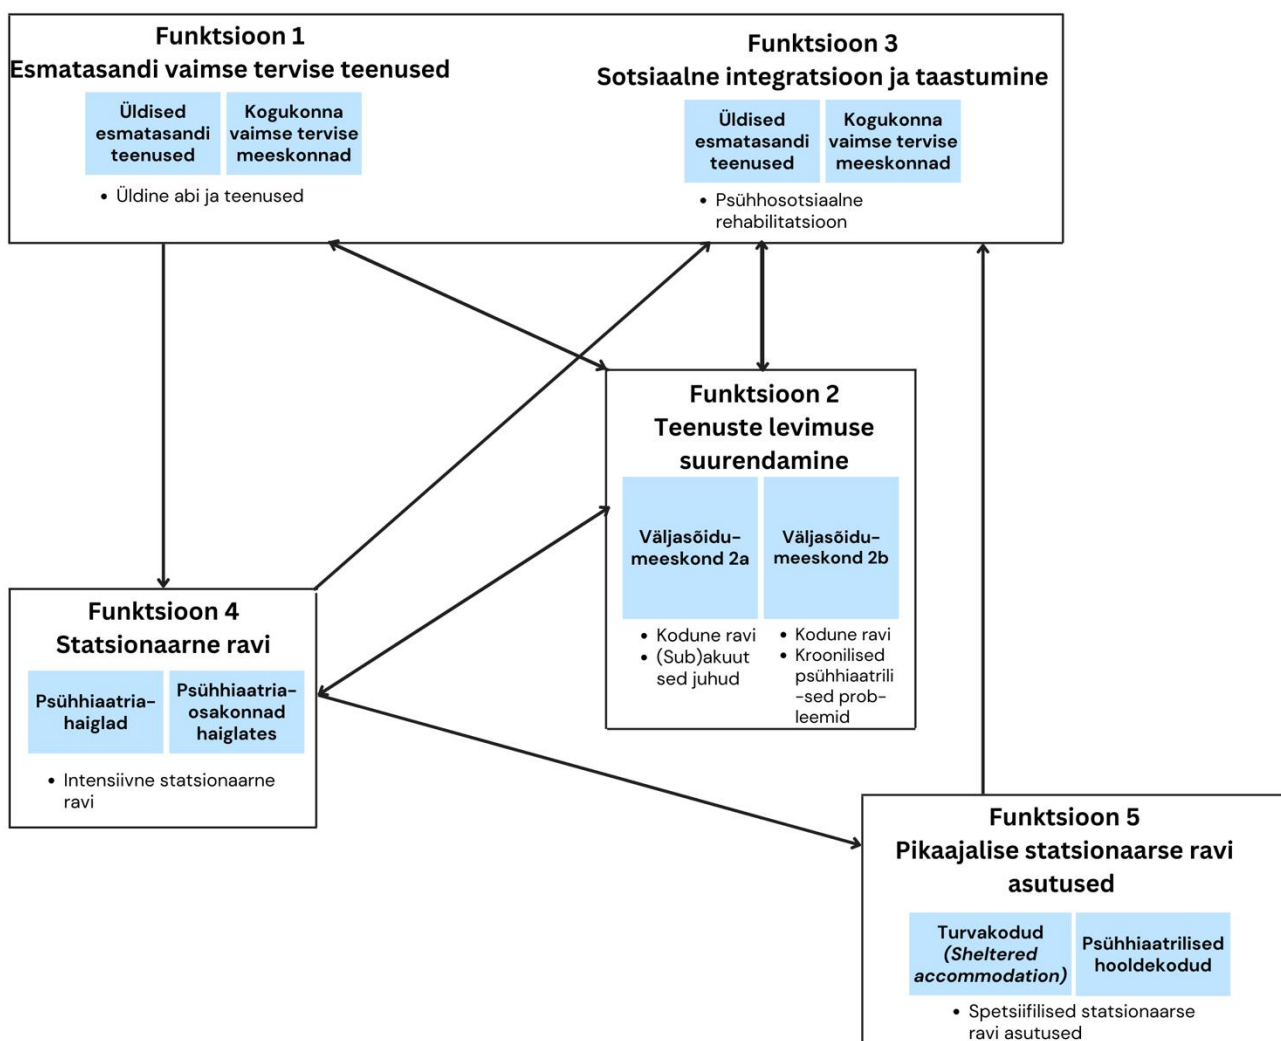 Funktsioon 1
Esmatasandi vaimse tervise teenused
Üldised
esmatasandi
teenused
Kogukonna
vaimse tervise
meeskonnad
• Üldine abi ja teenused
Funktsioon 3
Sotsiaalne integratsioon ja taastumine
Üldised
esmatasandi
teenused
Kogukonna
vaimse tervise
meeskonnad
• Psühhosotsiaalne
rehabilitatsioon
Funktsioon 2
Teenuste levimuse
suurendamine
Väljasõidu-
meeskond 2a
Väljasõidu-
meeskond 2b
• Kodune ravi
• (Sub)akuut
sed juhud
• Kodune ravi
• Kroonilised
psühhiaatrili
-sed prob-
leemid
Funktsioon 4
Statsionaarne ravi
Psühhiaatria-
haiglad
Psühhiaatria-
osakonnad
haiglates
• Intensiivne statsionaarne
ravi
Funktsioon 5
Pikaajalise statsionaarse ravi
asutused
Turvakodud
(Sheltered
accommodation)
Psühhiaatrilised
hooldekodud
• Spetsiifilised statsionaarse
ravi asutused